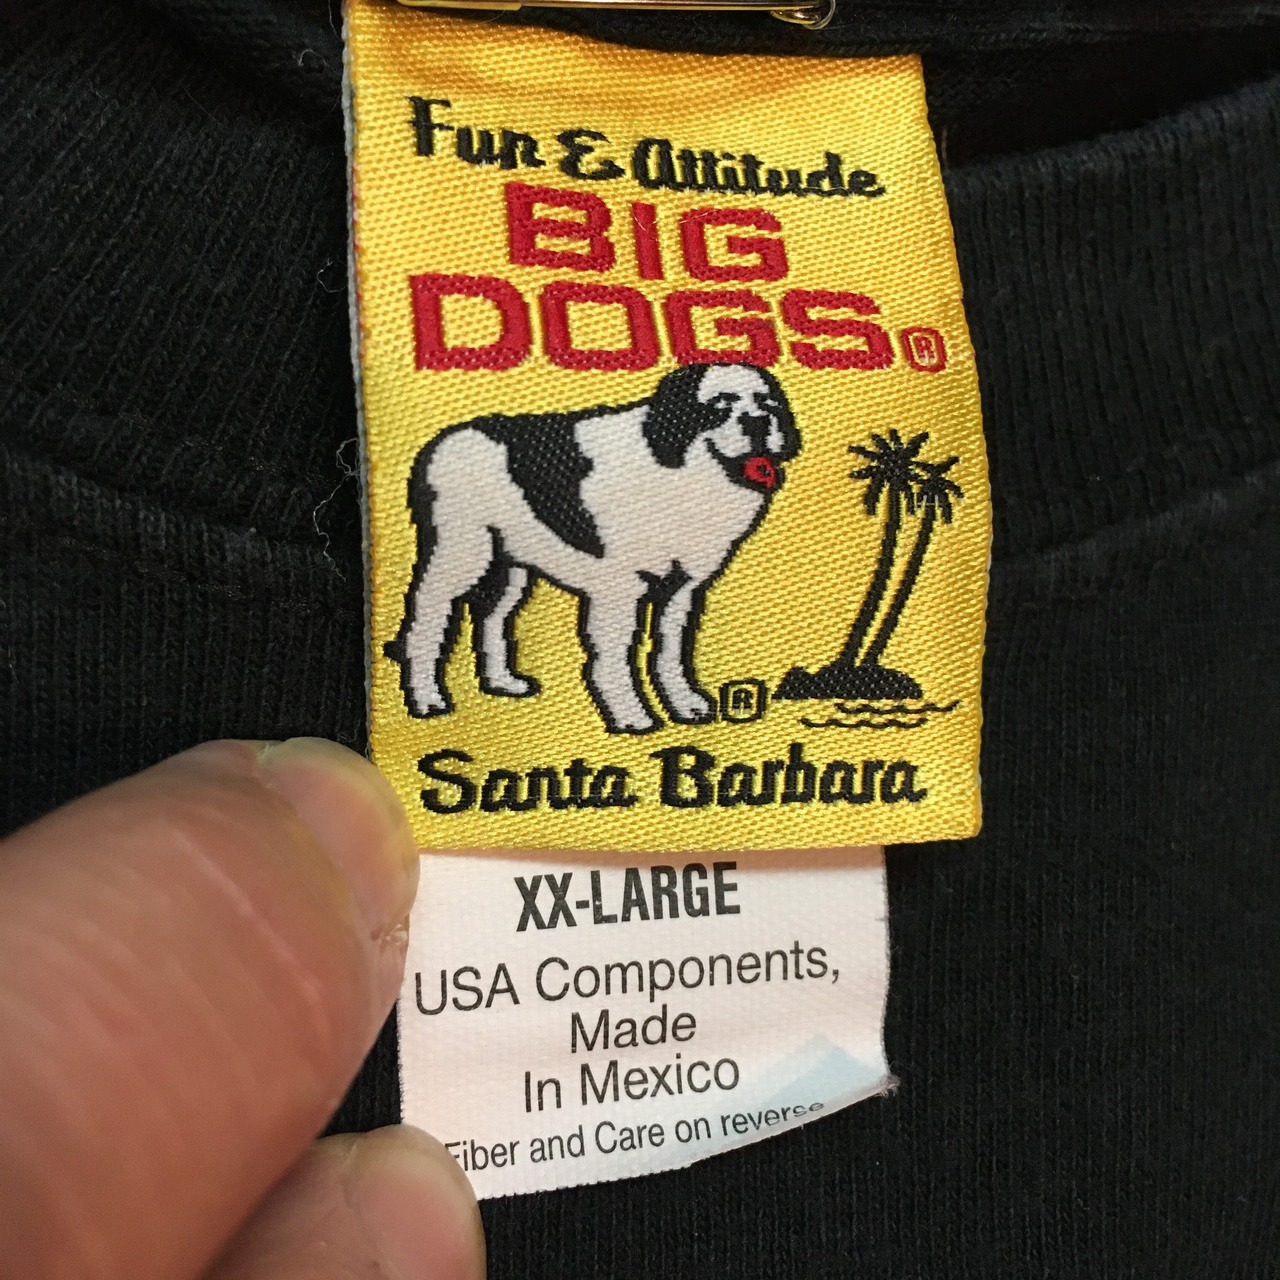 Fun & Attitude
BIG
DOGS®
®
Santa Barbara
XX-LARGE
USA Components,
Made
In Mexico
Fiber and Care on reverse